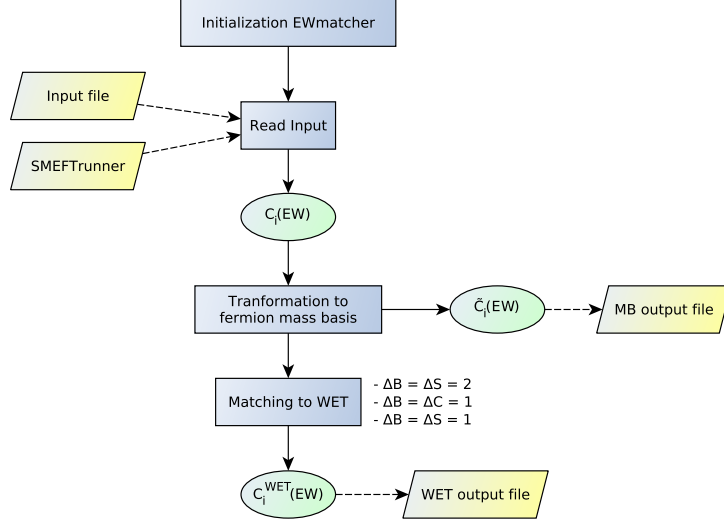 Initialization EWmatcher
Input file
Read Input
SMEFTrunner
C_i(EW)
Tranformation to
fermion mass basis
C̃_i(EW)
MB output file
Matching to WET
- ΔB = ΔS = 2
- ΔB = ΔC = 1
- ΔB = ΔS = 1
C_i^WET(EW)
WET output file